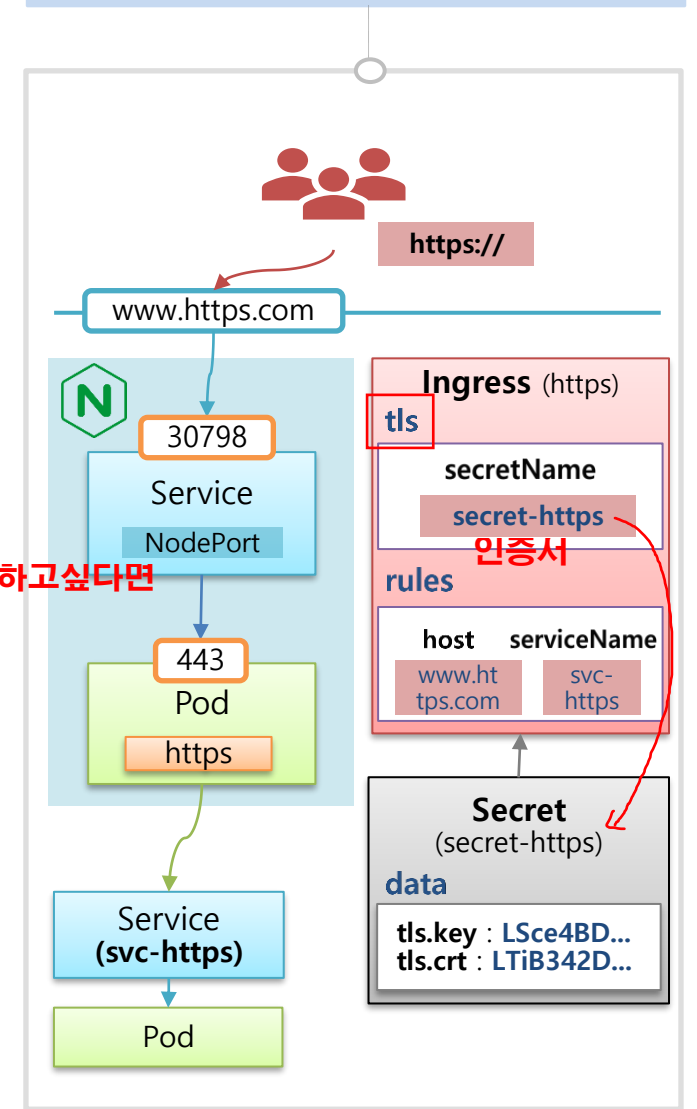 https://
www.https.com
30798
Service
NodePort
하고싶다면
443
Pod
https
Service
(svc-https)
Pod
Ingress (https)
tls
secretName
secret-https
인증서
rules
host serviceName
www.ht
tps.com
svc-
https
Secret
(secret-https)
data
tls.key : LSce4BD...
tls.crt : LTiB342D...